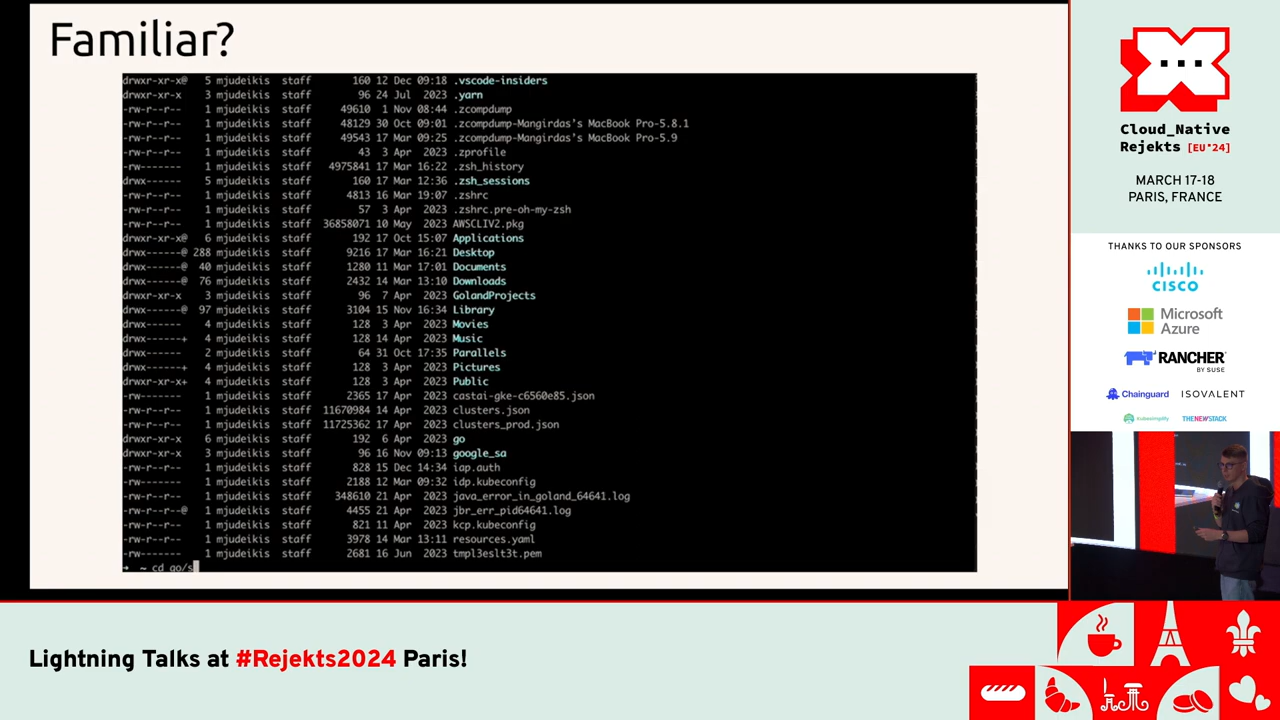 Familiar?
drwxr-xr-x@ 5 mjudeikis staff 160 12 Dec 09:18 .vscode-insiders
drwxr-xr-x 3 mjudeikis staff 96 24 Jul 2023 .yarn
-rw-r--r-- 1 mjudeikis staff 49610 1 Nov 08:44 .zcompdump
-rw-r--r-- 1 mjudeikis staff 48129 30 Oct 09:01 .zcompdump-Mangirdas's MacBook Pro-5.8.1
-rw-r--r-- 1 mjudeikis staff 49543 17 Mar 09:25 .zcompdump-Mangirdas's MacBook Pro-5.9
-rw-r--r-- 1 mjudeikis staff 43 3 Apr 2023 .zprofile
-rw------- 1 mjudeikis staff 4975841 17 Mar 16:22 .zsh_history
drwx------ 5 mjudeikis staff 160 17 Mar 12:36 .zsh_sessions
-rw-r--r-- 1 mjudeikis staff 4813 16 Mar 19:07 .zshrc
-rw-r--r-- 1 mjudeikis staff 57 3 Apr 2023 .zshrc.pre-oh-my-zsh
-rw-r--r-- 1 mjudeikis staff 36858071 10 May 2023 AWSCLIV2.pkg
drwxr-xr-x@ 6 mjudeikis staff 192 17 Oct 15:07 Applications
drwx------@ 288 mjudeikis staff 9216 17 Mar 16:21 Desktop
drwx------@ 40 mjudeikis staff 1280 11 Mar 17:01 Documents
drwx------@ 76 mjudeikis staff 2432 14 Mar 13:10 Downloads
drwxr-xr-x 3 mjudeikis staff 96 7 Apr 2023 GolandProjects
drwx------@ 97 mjudeikis staff 3104 15 Nov 16:34 Library
drwx------ 4 mjudeikis staff 128 3 Apr 2023 Movies
drwx------+ 4 mjudeikis staff 128 14 Apr 2023 Music
drwx------ 2 mjudeikis staff 64 31 Oct 17:35 Parallels
drwx------+ 4 mjudeikis staff 128 3 Apr 2023 Pictures
drwxr-xr-x+ 4 mjudeikis staff 128 3 Apr 2023 Public
-rw------- 1 mjudeikis staff 2365 17 Apr 2023 castai-gke-c6560e85.json
-rw-r--r-- 1 mjudeikis staff 11670984 14 Apr 2023 clusters.json
-rw-r--r-- 1 mjudeikis staff 11725362 17 Apr 2023 clusters_prod.json
drwxr-xr-x 6 mjudeikis staff 192 6 Apr 2023 go
drwxr-xr-x 3 mjudeikis staff 96 16 Nov 09:13 google_sa
-rw-r--r-- 1 mjudeikis staff 828 15 Dec 14:34 iap.auth
-rw-r--r-- 1 mjudeikis staff 2188 12 Mar 09:32 idp.kubeconfig
-rw-r--r-- 1 mjudeikis staff 348610 21 Apr 2023 java_error_in_goland_64641.log
-rw-r--r--@ 1 mjudeikis staff 4455 21 Apr 2023 jbr_err_pid64641.log
-rw-r--r-- 1 mjudeikis staff 821 11 Apr 2023 kcp.kubeconfig
-rw-r--r-- 1 mjudeikis staff 3978 14 Mar 13:11 resources.yaml
-rw------- 1 mjudeikis staff 2681 16 Jun 2023 tmpl3eslt3t.pem
➜ ~ cd go/s
Cloud_Native
Rejekts [EU'24]
MARCH 17-18
PARIS, FRANCE
THANKS TO OUR SPONSORS
CISCO
Microsoft
Azure
RANCHER
BY SUSE
Chainguard ISOVALENT
Kubesimplify THENEWSTACK
Lightning Talks at #Rejekts2024 Paris!